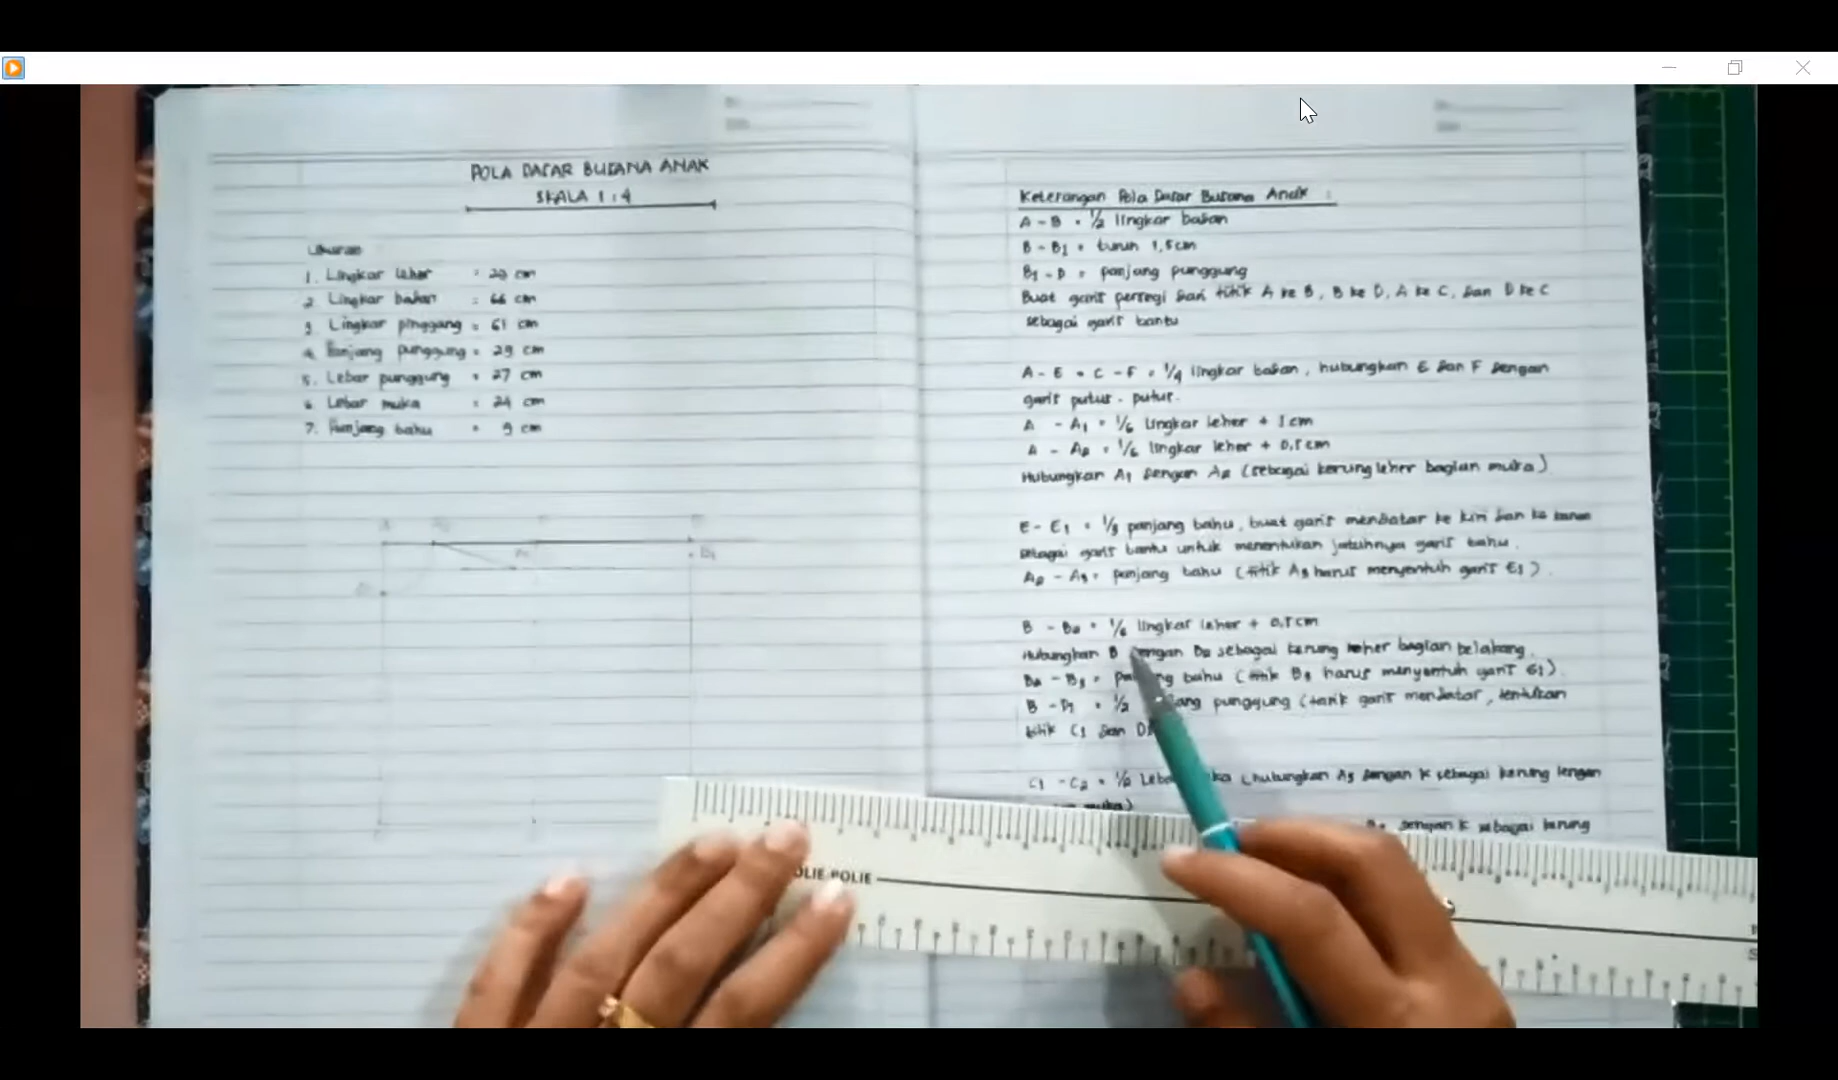 POLA DASAR BUSANA ANAK
SKALA 1 : 4
Ukuran
1. Lingkar leher = 29 cm
2. Lingkar badan = 66 cm
3. Lingkar pinggang = 61 cm
4. Panjang punggung = 29 cm
5. Lebar punggung = 27 cm
6. Lebar muka = 24 cm
7. Panjang bahu = 9 cm
Keterangan Pola Dasar Busana Anak :
A - B = 1/2 lingkar badan
B - B1 = turun 1,5 cm
B1 - D = panjang punggung
Buat garis persegi dari titik A ke B, B ke D, A ke C, dan D ke C
sebagai garis bantu
A - E = C - F = 1/4 lingkar badan, hubungkan E dan F dengan
garis putus - putus.
A - A1 = 1/6 lingkar leher + 1 cm
A - A2 = 1/6 lingkar leher + 0,5 cm
Hubungkan A1 dengan A2 (sebagai kerung leher bagian muka)
E - E1 = 1/3 panjang bahu, buat garis mendatar ke kiri dan ke kanan
sebagai garis bantu untuk menentukan jatuhnya garis bahu.
A2 - A3 = panjang bahu (titik A3 harus menyentuh garis E1).
B - B2 = 1/6 lingkar leher + 0,5 cm
Hubungkan B dengan B2 sebagai kerung leher bagian belakang.
B2 - B3 = bahu (titik B3 harus menyentuh garis E1).
B - D1 = 1/2 punggung (tarik garis mendatar, tentukan
titik C1 dan
C1 - C2 = 1/2 (hubungkan A3 dengan K sebagai kerung lengan
muka)
dengan K sebagai kerung
OLIE POLIE